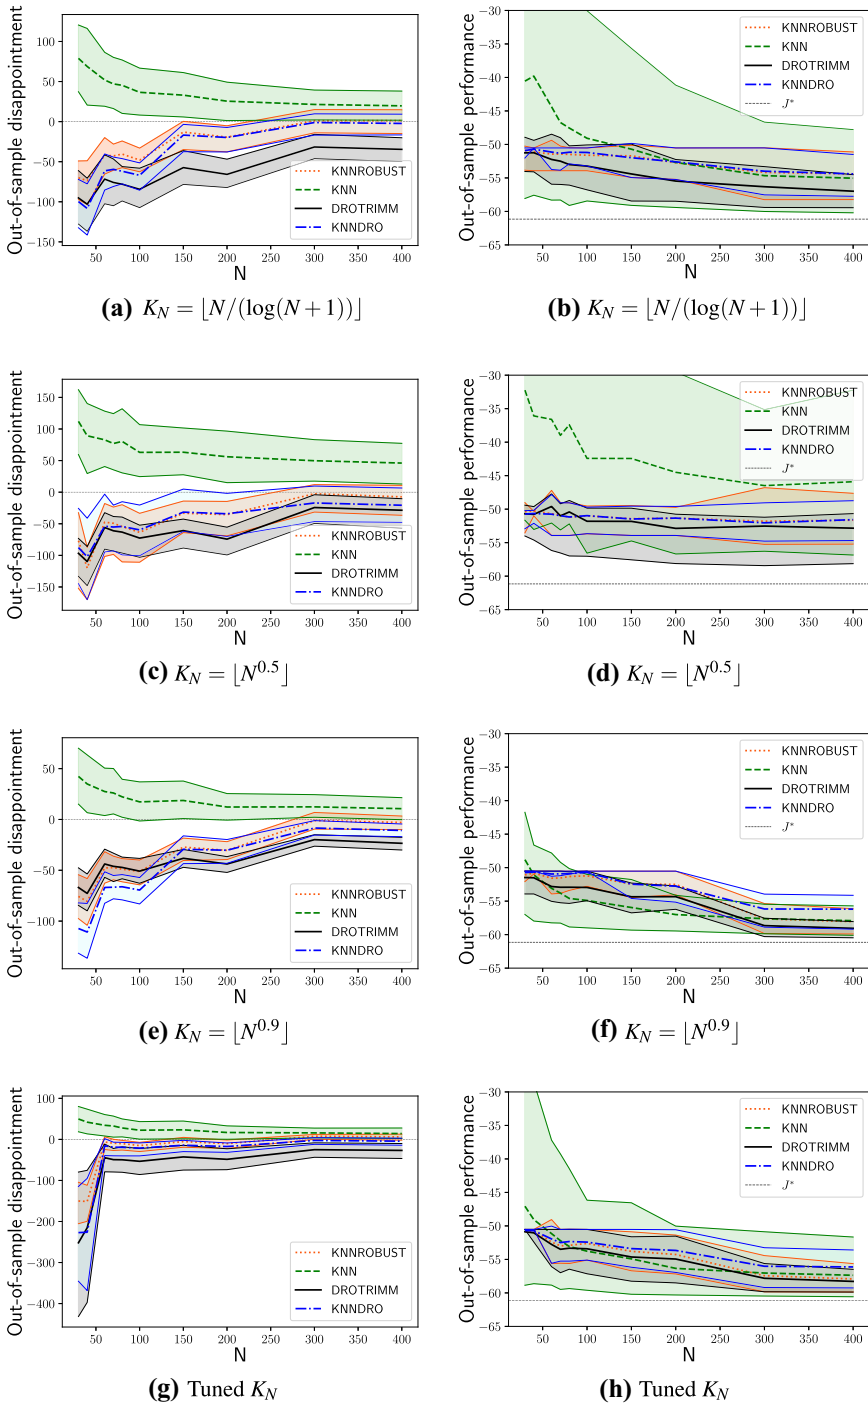 Out-of-sample disappointment
100
50
0
−50
−100
−150
KNNROBUST
KNN
DROTRIMM
KNNDRO
50 100 150 200 250 300 350 400
N
(a) K_N = ⌊N/(log(N + 1))⌋
Out-of-sample performance
−30
−35
−40
−45
−50
−55
−60
−65
KNNROBUST
KNN
DROTRIMM
KNNDRO
J*
50 100 150 200 250 300 350 400
N
(b) K_N = ⌊N/(log(N + 1))⌋
Out-of-sample disappointment
150
100
50
0
−50
−100
−150
KNNROBUST
KNN
DROTRIMM
KNNDRO
50 100 150 200 250 300 350 400
N
(c) K_N = ⌊N^0.5⌋
Out-of-sample performance
−30
−35
−40
−45
−50
−55
−60
−65
KNNROBUST
KNN
DROTRIMM
KNNDRO
J*
50 100 150 200 250 300 350 400
N
(d) K_N = ⌊N^0.5⌋
Out-of-sample disappointment
50
0
−50
−100
KNNROBUST
KNN
DROTRIMM
KNNDRO
50 100 150 200 250 300 350 400
N
(e) K_N = ⌊N^0.9⌋
Out-of-sample performance
−30
−35
−40
−45
−50
−55
−60
−65
KNNROBUST
KNN
DROTRIMM
KNNDRO
J*
50 100 150 200 250 300 350 400
N
(f) K_N = ⌊N^0.9⌋
Out-of-sample disappointment
100
0
−100
−200
−300
−400
KNNROBUST
KNN
DROTRIMM
KNNDRO
50 100 150 200 250 300 350 400
N
(g) Tuned K_N
Out-of-sample performance
−30
−35
−40
−45
−50
−55
−60
−65
KNNROBUST
KNN
DROTRIMM
KNNDRO
J*
50 100 150 200 250 300 350 400
N
(h) Tuned K_N